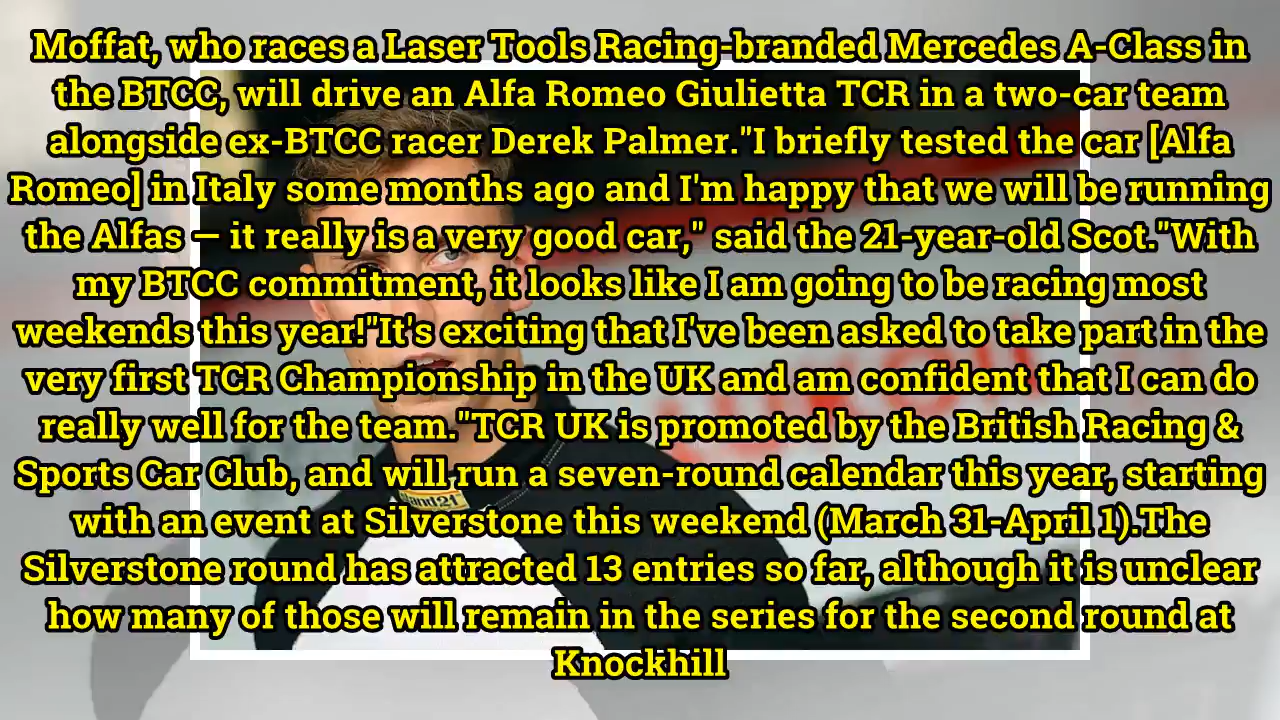 Moffat, who races a Laser Tools Racing-branded Mercedes A-Class in
the BTCC, will drive an Alfa Romeo Giulietta TCR in a two-car team
alongside ex-BTCC racer Derek Palmer."I briefly tested the car [Alfa
Romeo] in Italy some months ago and I'm happy that we will be running
the Alfas — it really is a very good car," said the 21-year-old Scot."With
my BTCC commitment, it looks like I am going to be racing most
weekends this year!"It's exciting that I've been asked to take part in the
very first TCR Championship in the UK and am confident that I can do
really well for the team."TCR UK is promoted by the British Racing &
Sports Car Club, and will run a seven-round calendar this year, starting
with an event at Silverstone this weekend (March 31-April 1).The
Silverstone round has attracted 13 entries so far, although it is unclear
how many of those will remain in the series for the second round at
Knockhill